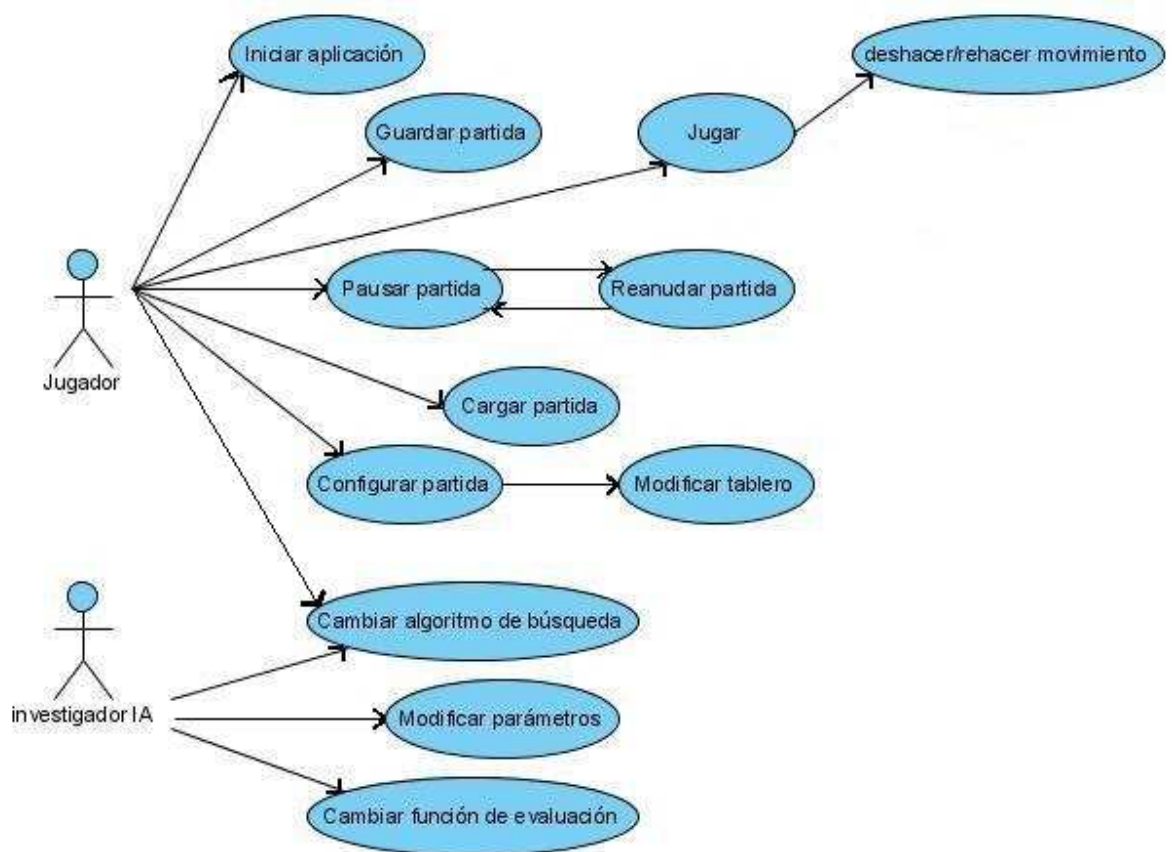 Iniciar aplicación
deshacer/rehacer movimiento
Guardar partida
Jugar
Pausar partida
Reanudar partida
Jugador
Cargar partida
Configurar partida
Modificar tablero
Cambiar algoritmo de búsqueda
investigador IA
Modificar parámetros
Cambiar función de evaluación